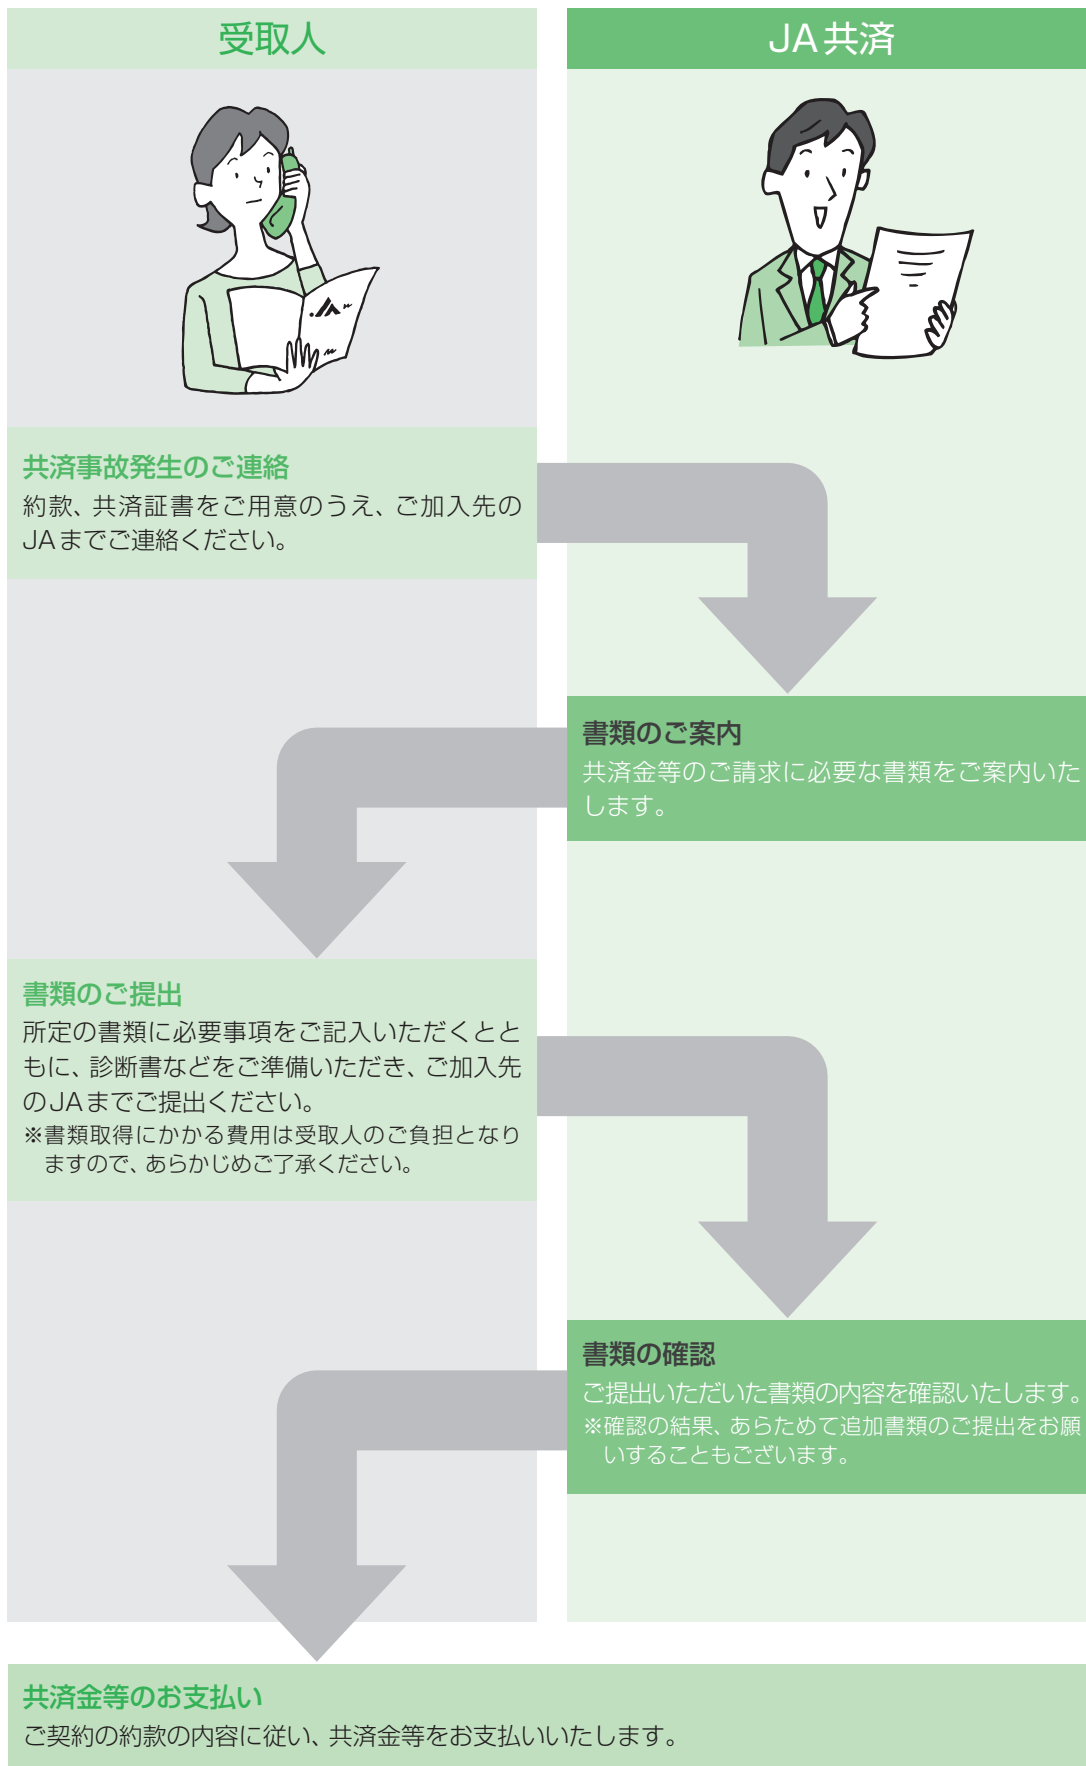 受取人
JA共済
共済事故発生のご連絡
約款、共済証書をご用意のうえ、ご加入先の
JAまでご連絡ください。
書類のご案内
共済金等のご請求に必要な書類をご案内いた
します。
書類のご提出
所定の書類に必要事項をご記入いただくとと
もに、診断書などをご準備いただき、ご加入先
のJAまでご提出ください。
※書類取得にかかる費用は受取人のご負担となり
ますので、あらかじめご了承ください。
書類の確認
ご提出いただいた書類の内容を確認いたします。
※確認の結果、あらためて追加書類のご提出をお願
いすることもございます。
共済金等のお支払い
ご契約の約款の内容に従い、共済金等をお支払いいたします。